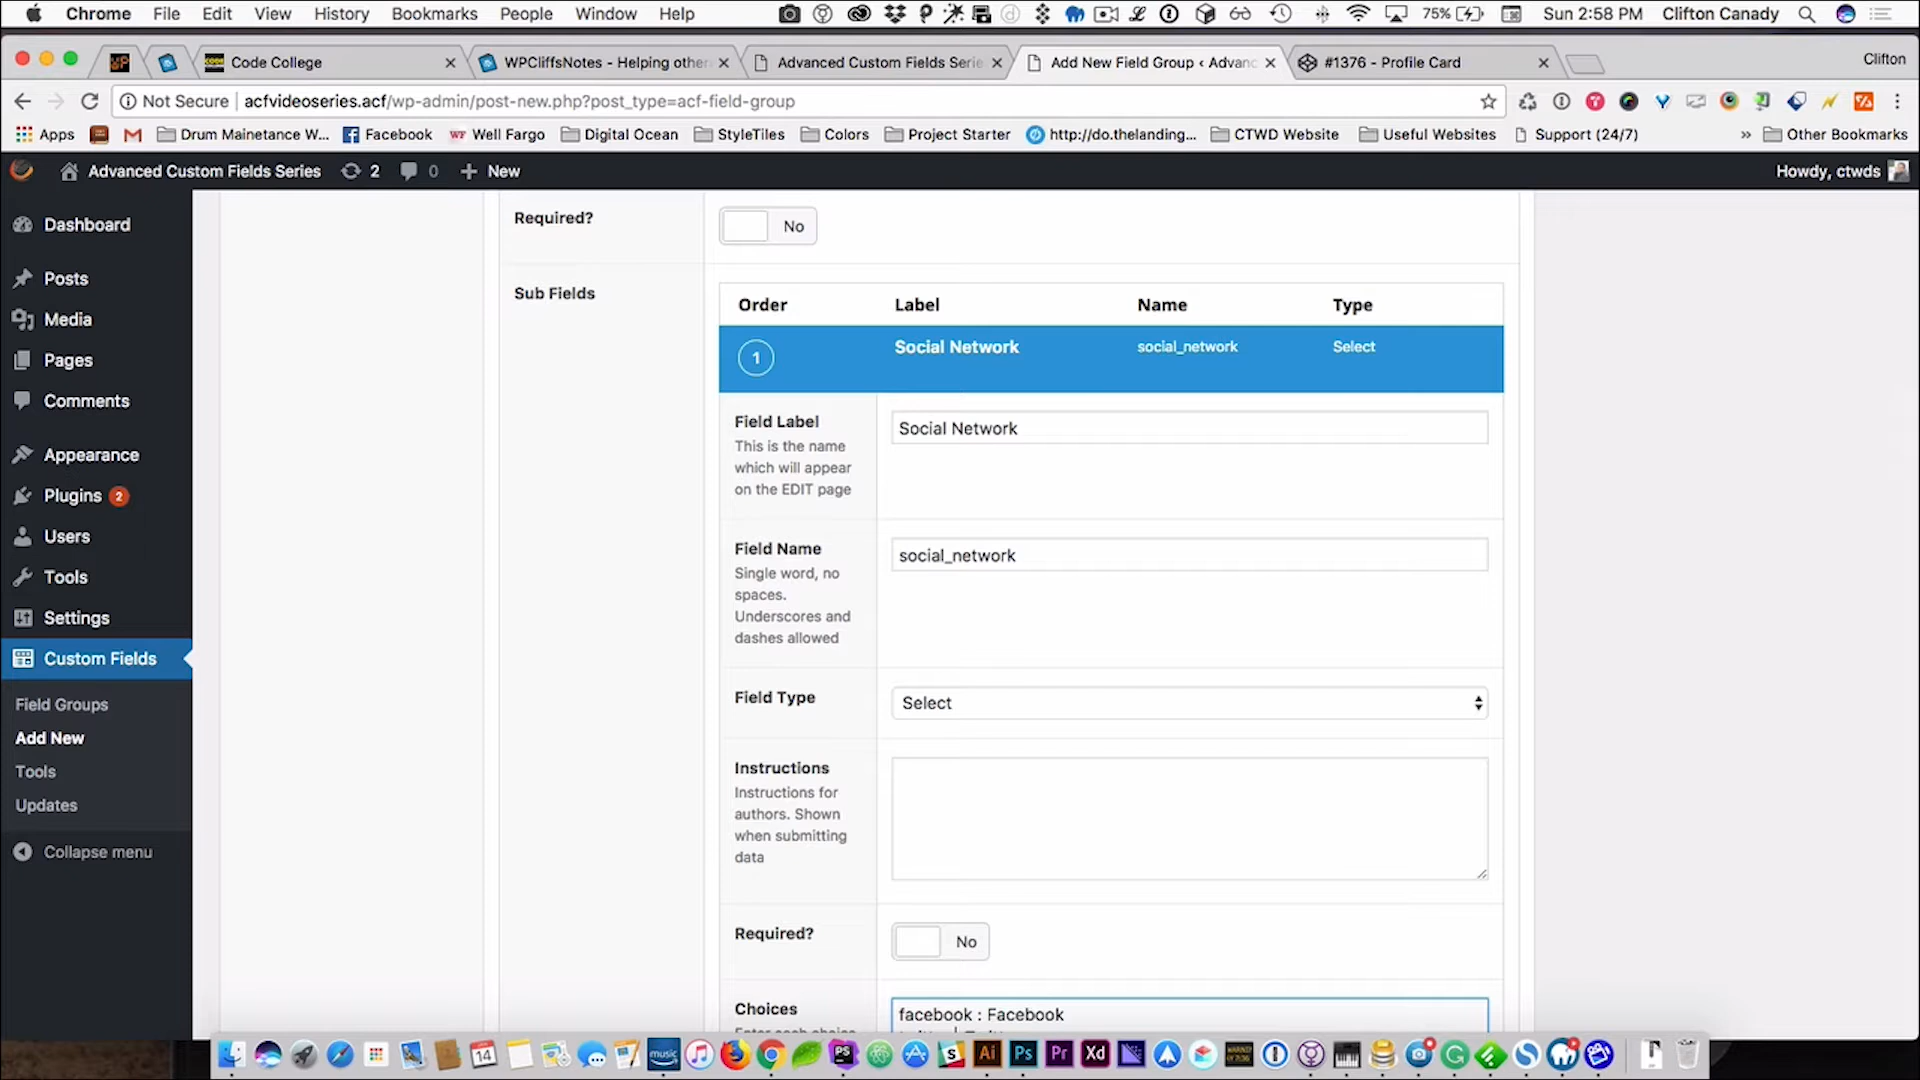 Chrome File Edit View History Bookmarks People Window Help 75% Sun 2:58 PM Clifton Canady
Code College WPCliffsNotes - Helping other Advanced Custom Fields Serie Add New Field Group ‹ Advanc #1376 - Profile Card Clifton
Not Secure acfvideoseries.acf/wp-admin/post-new.php?post_type=acf-field-group
Apps Drum Mainetance W... Facebook WF Well Fargo Digital Ocean StyleTiles Colors Project Starter http://do.thelanding... CTWD Website Useful Websites Support (24/7) » Other Bookmarks
Advanced Custom Fields Series 2 0 + New Howdy, ctwds
Dashboard
Posts
Media
Pages
Comments
Appearance
Plugins 2
Users
Tools
Settings
Custom Fields
Field Groups
Add New
Tools
Updates
Collapse menu
Required?
No
Sub Fields
Order Label Name Type
1 Social Network social_network Select
Field Label
This is the name
which will appear
on the EDIT page
Social Network
Field Name
Single word, no
spaces.
Underscores and
dashes allowed
social_network
Field Type
Select
Instructions
Instructions for
authors. Shown
when submitting
data
Required?
No
Choices
facebook : Facebook
music 14 PS S Ai Ps Pr Xd